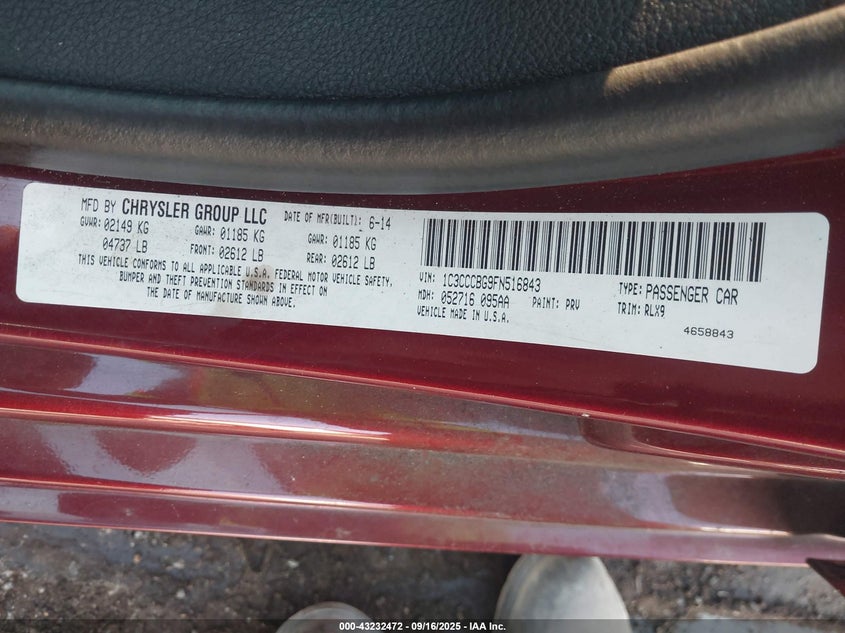 MFD BY CHRYSLER GROUP LLC DATE OF MFR(BUILT): 6-14
GVWR: 02149 KG GAWR: 01185 KG GAWR: 01185 KG
04737 LB FRONT: 02612 LB REAR: 02612 LB
THIS VEHICLE CONFORMS TO ALL APPLICABLE U.S.A. FEDERAL MOTOR VEHICLE SAFETY,
BUMPER AND THEFT PREVENTION STANDARDS IN EFFECT ON
THE DATE OF MANUFACTURE SHOWN ABOVE.
VIN: 1C3CCCBG9FN516843 TYPE: PASSENGER CAR
MDH: 052716 095AA PAINT: PRV TRIM: RLX9
VEHICLE MADE IN U.S.A.
4658843
000-43232472 - 09/16/2025 - IAA Inc.